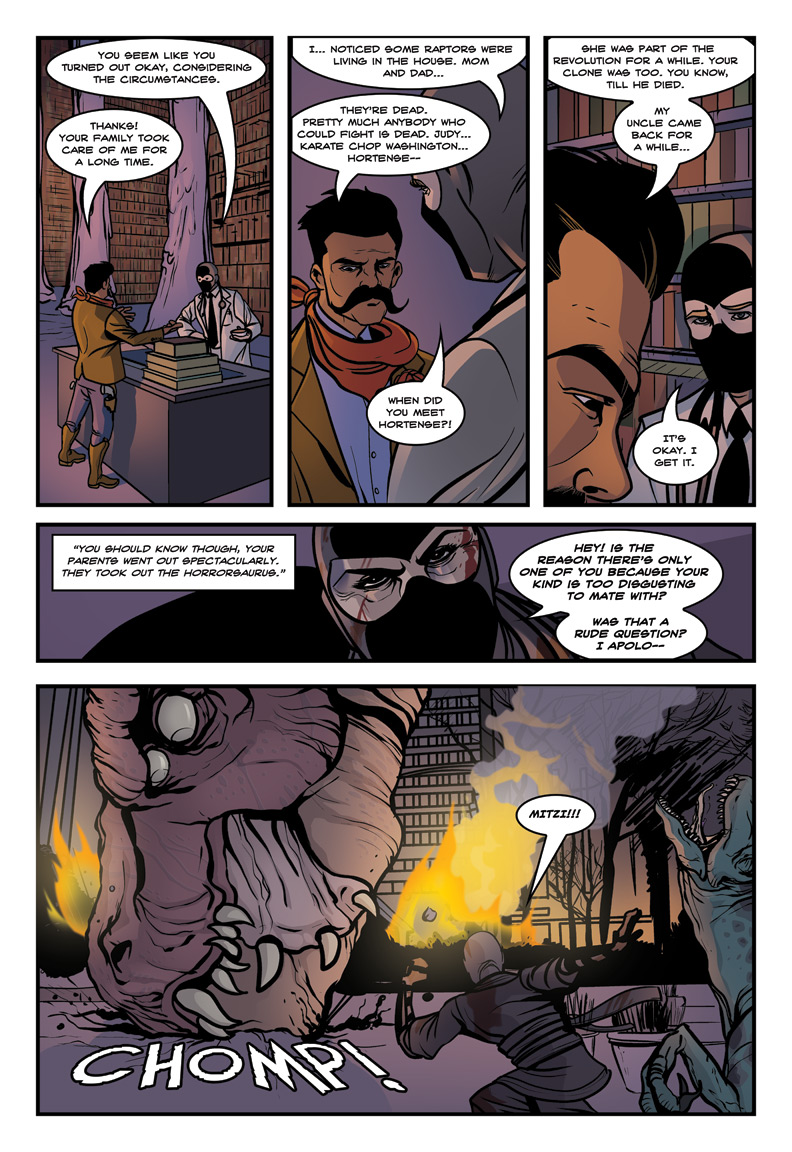 YOU SEEM LIKE YOU
TURNED OUT OKAY, CONSIDERING
THE CIRCUMSTANCES.
THANKS!
YOUR FAMILY TOOK
CARE OF ME FOR
A LONG TIME.
I... NOTICED SOME RAPTORS WERE
LIVING IN THE HOUSE. MOM
AND DAD...
THEY'RE DEAD.
PRETTY MUCH ANYBODY WHO
COULD FIGHT IS DEAD. JUDY...
KARATE CHOP WASHINGTON...
HORTENSE--
WHEN DID
YOU MEET
HORTENSE?!
SHE WAS PART OF THE
REVOLUTION FOR A WHILE. YOUR
CLONE WAS TOO. YOU KNOW,
TILL HE DIED.
MY
UNCLE CAME
BACK FOR
A WHILE...
IT'S
OKAY. I
GET IT.
"YOU SHOULD KNOW THOUGH, YOUR
PARENTS WENT OUT SPECTACULARLY.
THEY TOOK OUT THE HORRORSAURUS."
HEY! IS THE
REASON THERE'S ONLY
ONE OF YOU BECAUSE YOUR
KIND IS TOO DISGUSTING
TO MATE WITH?
WAS THAT A
RUDE QUESTION?
I APOLO--
MITZI!!!
CHOMP!